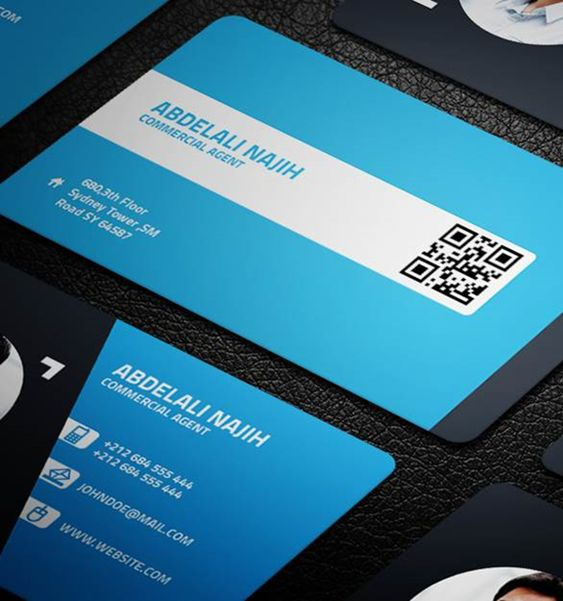 .COM
ABDELALI NAJIH
COMMERCIAL AGENT
680,3th Floor
Sydney Tower ,SM
Road SY 64587
ABDELALI NAJIH
COMMERCIAL AGENT
+212 684 555 444
+212 684 555 444
JOHNDOE@MAIL.COM
WWW.WEBSITE.COM